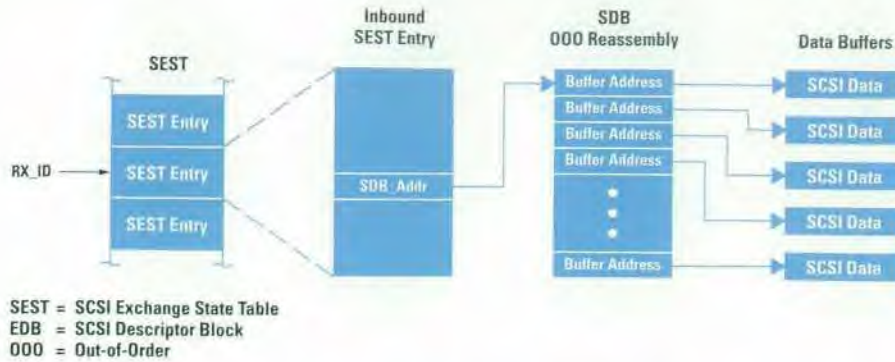 SEST
Inbound
SEST Entry
SDB
OOO Reassembly
Data Buffers
SEST Entry
SEST Entry
SEST Entry
RX_ID
SDB_Addr
Buffer Address
Buffer Address
Buffer Address
Buffer Address
Buffer Address
SCSI Data
SCSI Data
SCSI Data
SCSI Data
SCSI Data
SEST = SCSI Exchange State Table
EDB = SCSI Descriptor Block
OOO = Out-of-Order